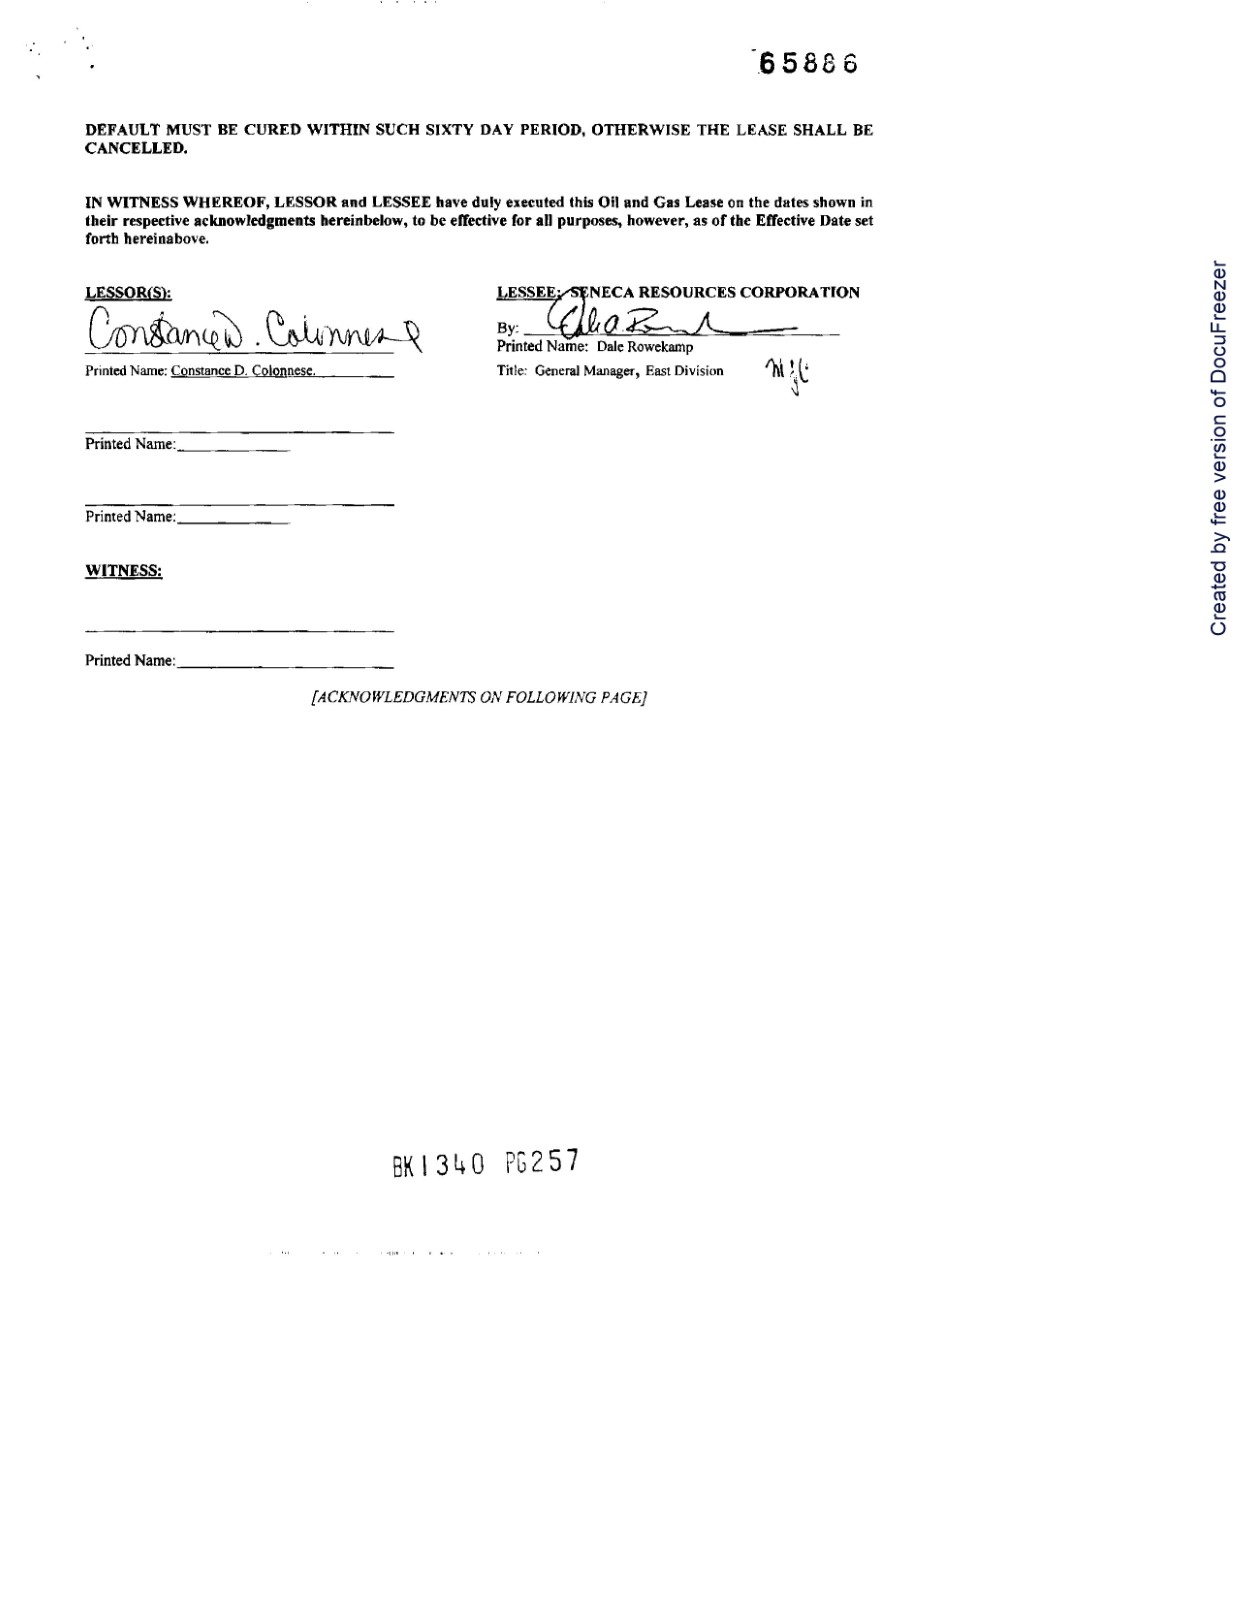 65886
DEFAULT MUST BE CURED WITHIN SUCH SIXTY DAY PERIOD, OTHERWISE THE LEASE SHALL BE
CANCELLED.
IN WITNESS WHEREOF, LESSOR and LESSEE have duly executed this Oil and Gas Lease on the dates shown in
their respective acknowledgments hereinbelow, to be effective for all purposes, however, as of the Effective Date set
forth hereinabove.
LESSOR(S):
Constance D. Colonnese
Printed Name: Constance D. Colonnese.
Printed Name:
Printed Name:
WITNESS:
Printed Name:
LESSEE: SENECA RESOURCES CORPORATION
By:
Printed Name: Dale Rowekamp
Title: General Manager, East Division
[ACKNOWLEDGMENTS ON FOLLOWING PAGE]
BK1340 PG257
Created by free version of DocuFreezer